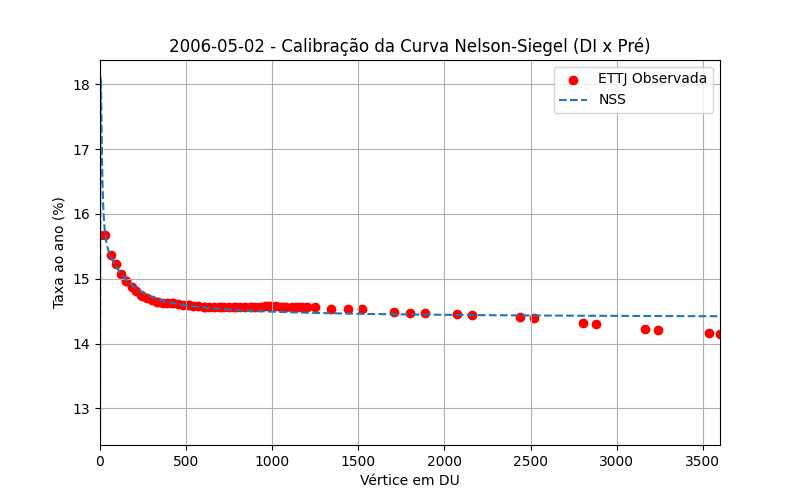 2006-05-02 - Calibração da Curva Nelson-Siegel (DI x Pré)
ETTJ Observada
NSS
Taxa ao ano (%)
18
17
16
15
14
13
0 500 1000 1500 2000 2500 3000 3500
Vértice em DU